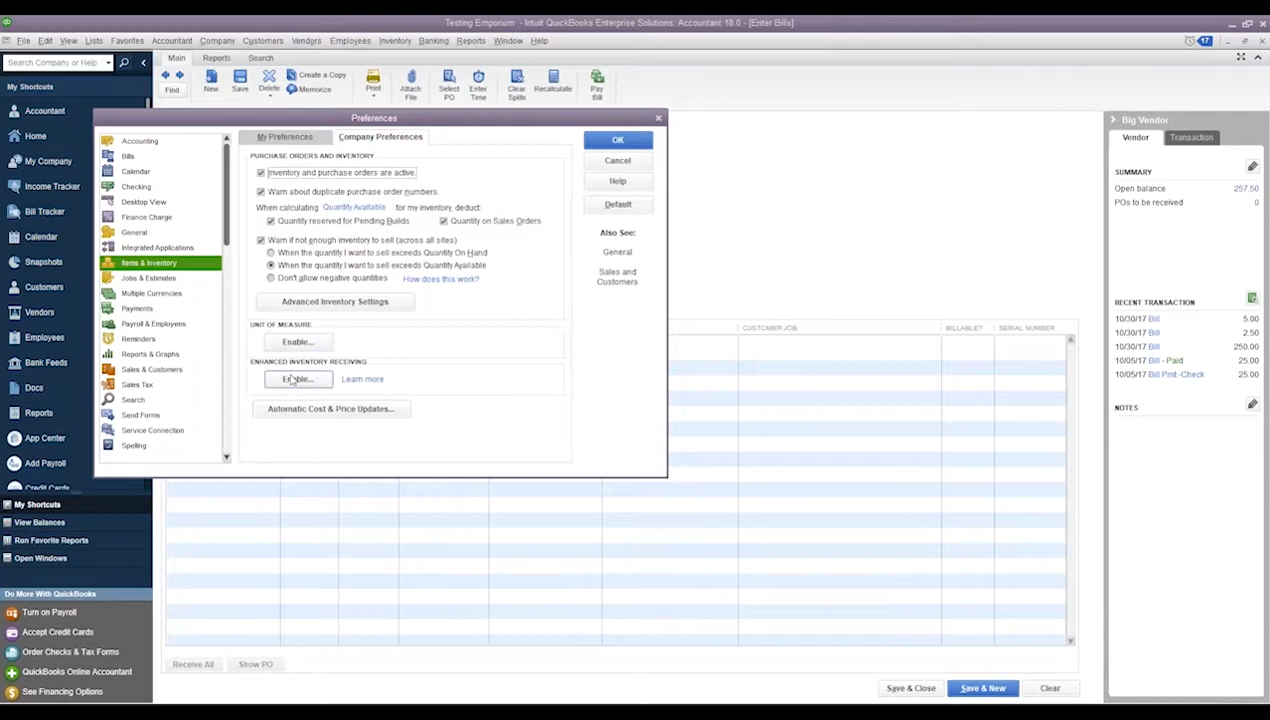 Testing Emporium - Intuit QuickBooks Enterprise Solutions: Accountant 18.0 - [Enter Bills]
File Edit View Lists Favorites Accountant Company Customers Vendors Employees Inventory Banking Reports Window Help
17
Search Company or Help
Main Reports Search
My Shortcuts
Find
New
Save
Delete
Create a Copy
Memorize
Print
Attach File
Select PO
Enter Time
Clear Splits
Recalculate
Pay Bill
Accountant
Home
My Company
Income Tracker
Bill Tracker
Calendar
Snapshots
Customers
Vendors
Employees
Bank Feeds
Docs
Reports
App Center
Add Payroll
Credit Cards
My Shortcuts
View Balances
Run Favorite Reports
Open Windows
Do More With QuickBooks
Turn on Payroll
Accept Credit Cards
Order Checks & Tax Forms
QuickBooks Online Accountant
See Financing Options
Preferences
Accounting
Bills
Calendar
Checking
Desktop View
Finance Charge
General
Integrated Applications
Items & Inventory
Jobs & Estimates
Multiple Currencies
Payments
Payroll & Employees
Reminders
Reports & Graphs
Sales & Customers
Sales Tax
Search
Send Forms
Service Connection
Spelling
My Preferences Company Preferences
PURCHASE ORDERS AND INVENTORY
Inventory and purchase orders are active.
Warn about duplicate purchase order numbers.
When calculating Quantity Available for my inventory, deduct:
Quantity reserved for Pending Builds Quantity on Sales Orders
Warn if not enough inventory to sell (across all sites)
When the quantity I want to sell exceeds Quantity On Hand
When the quantity I want to sell exceeds Quantity Available
Don't allow negative quantities How does this work?
Advanced Inventory Settings
UNIT OF MEASURE
Enable...
ENHANCED INVENTORY RECEIVING
Enable... Learn more
Automatic Cost & Price Updates...
OK
Cancel
Help
Default
Also See:
General
Sales and
Customers
CUSTOMER:JOB BILLABLE? SERIAL NUMBER
Receive All Show PO
Save & Close Save & New Clear
Big Vendor
Vendor Transaction
SUMMARY
Open balance 257.50
POs to be received 0
RECENT TRANSACTION
10/30/17 Bill 5.00
10/30/17 Bill 2.50
10/30/17 Bill 250.00
10/05/17 Bill - Paid 25.00
10/05/17 Bill Pmt -Check 25.00
NOTES